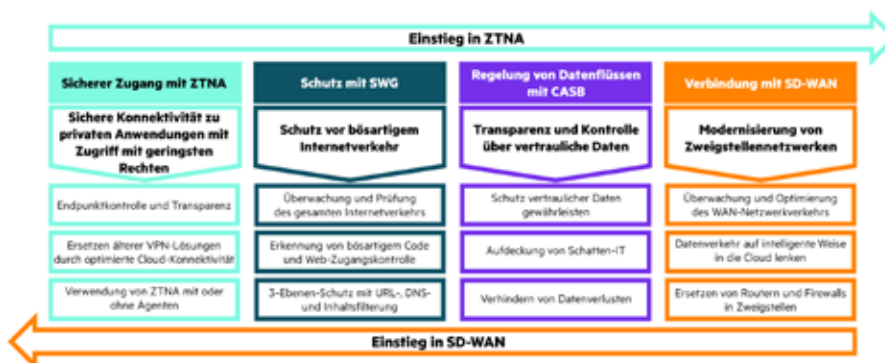 Einstieg in ZTNA
Sicherer Zugang mit ZTNA
Sichere Konnektivität zu
privaten Anwendungen mit
Zugriff mit geringsten
Rechten
Endpunktkontrolle und Transparenz
Ersetzen älterer VPN-Lösungen
durch optimierte Cloud-Konnektivität
Verwendung von ZTNA mit oder
ohne Agenten
Schutz mit SWG
Schutz vor bösartigem
Internetverkehr
Überwachung und Prüfung
des gesamten Internetverkehrs
Erkennung von bösartigem Code
und Web-Zugangskontrolle
3-Ebenen-Schutz mit URL-, DNS-
und Inhaltsfilterung
Regelung von Datenflüssen
mit CASB
Transparenz und Kontrolle
über vertrauliche Daten
Schutz vertraulicher Daten
gewährleisten
Aufdeckung von Schatten-IT
Verhindern von Datenverlusten
Verbindung mit SD-WAN
Modernisierung von
Zweigstellennetzwerken
Überwachung und Optimierung
des WAN-Netzwerkverkehrs
Datenverkehr auf intelligente Weise
in die Cloud lenken
Ersetzen von Routern und Firewalls
in Zweigstellen
Einstieg in SD-WAN